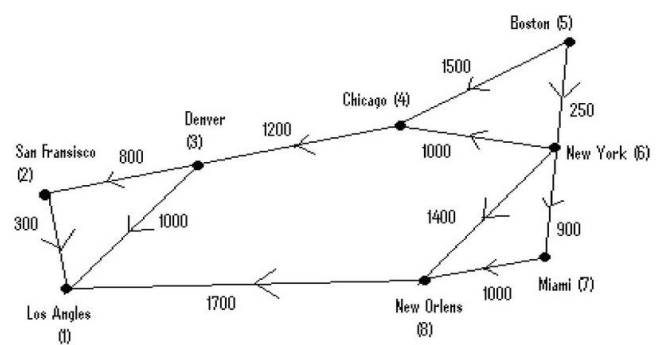 Boston (5)
1500
250
Chicago (4)
Denver
(3)
1200
1000
New York (6)
San Fransisco
(2)
800
300
1000
1400
900
1700
1000
Miami (7)
Los Angles
(1)
New Orlens
(8)